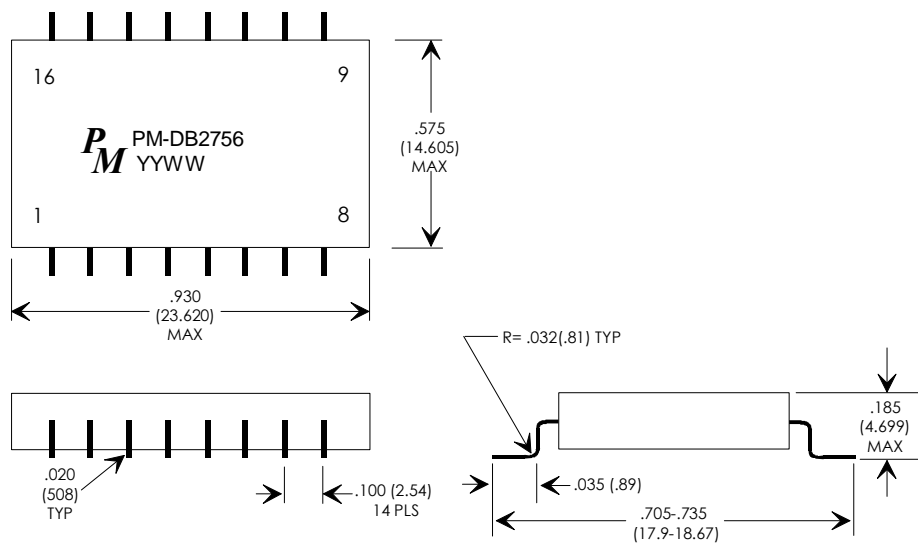 16 9
PM PM-DB2756
YYWW
1 8
.575
(14.605)
MAX
.930
(23.620)
MAX
R= .032(.81) TYP
.185
(4.699)
MAX
.020
(508)
TYP
.100 (2.54)
14 PLS
.035 (.89)
.705-.735
(17.9-18.67)